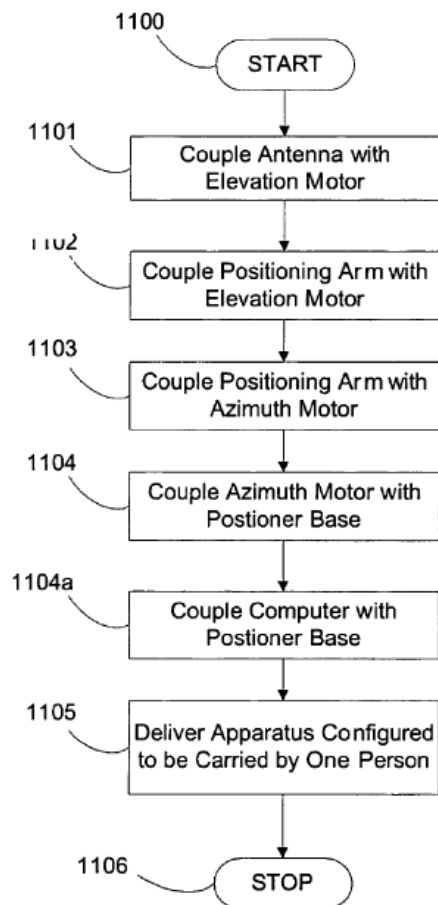 1100
START
1101
Couple Antenna with
Elevation Motor
1102
Couple Positioning Arm with
Elevation Motor
1103
Couple Positioning Arm with
Azimuth Motor
1104
Couple Azimuth Motor with
Postioner Base
1104a
Couple Computer with
Postioner Base
1105
Deliver Apparatus Configured
to be Carried by One Person
1106
STOP